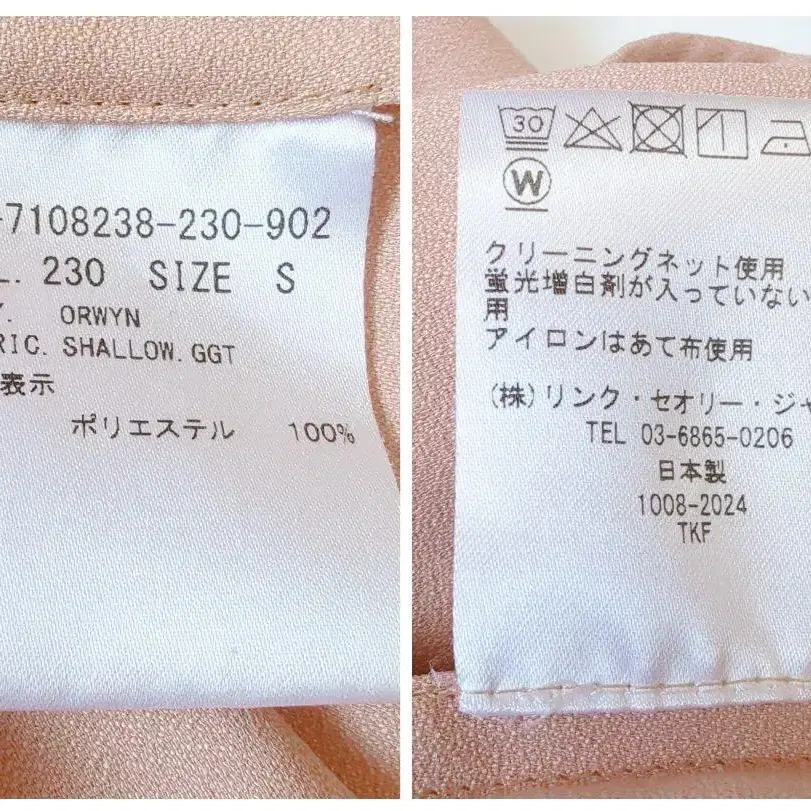 -7108238-230-902
L. 230 SIZE S
Y. ORWYN
RIC. SHALLOW.GGT
表示
ポリエステル 100%
30
W
クリーニングネット使用
蛍光増白剤が入っていない
用
アイロンはあて布使用
(株)リンク・セオリー・ジャ
TEL 03-6865-0206
日本製
1008-2024
TKF